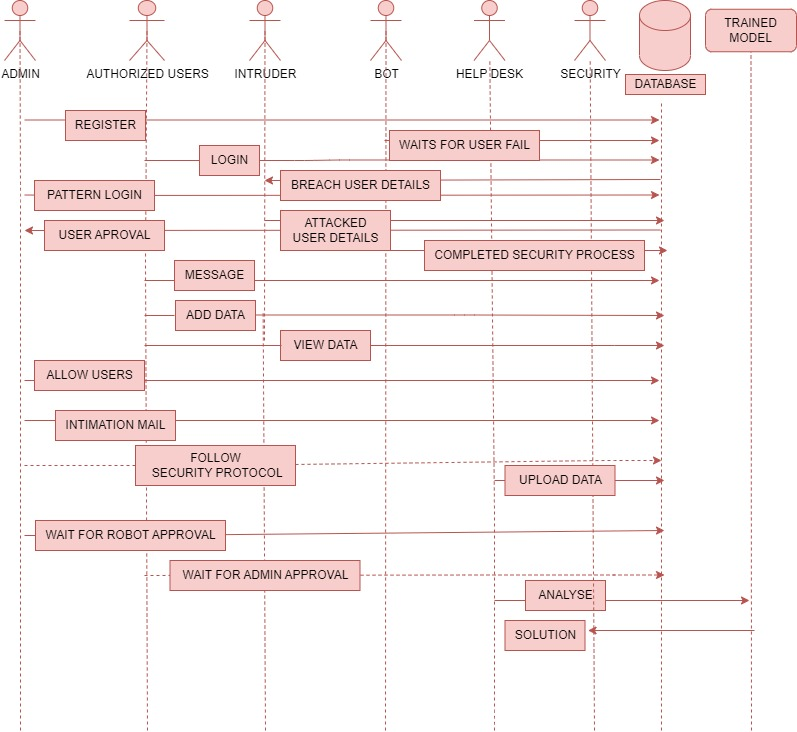 TRAINED
MODEL
ADMIN
AUTHORIZED USERS
INTRUDER
BOT
HELP DESK
SECURITY
DATABASE
REGISTER
WAITS FOR USER FAIL
LOGIN
BREACH USER DETAILS
PATTERN LOGIN
ATTACKED
USER DETAILS
USER APROVAL
COMPLETED SECURITY PROCESS
MESSAGE
ADD DATA
VIEW DATA
ALLOW USERS
INTIMATION MAIL
FOLLOW
SECURITY PROTOCOL
UPLOAD DATA
WAIT FOR ROBOT APPROVAL
WAIT FOR ADMIN APPROVAL
ANALYSE
SOLUTION